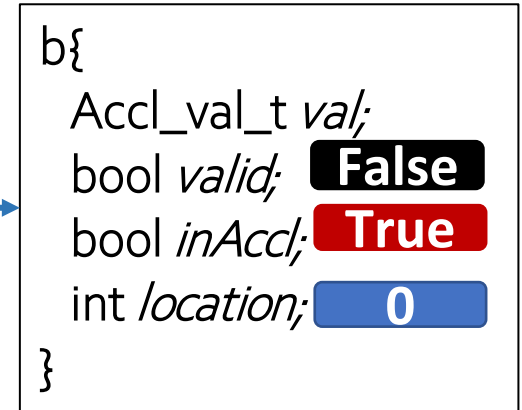 b{
Accl_val_t val;
bool valid; False
bool inAccl; True
int location; 0
}